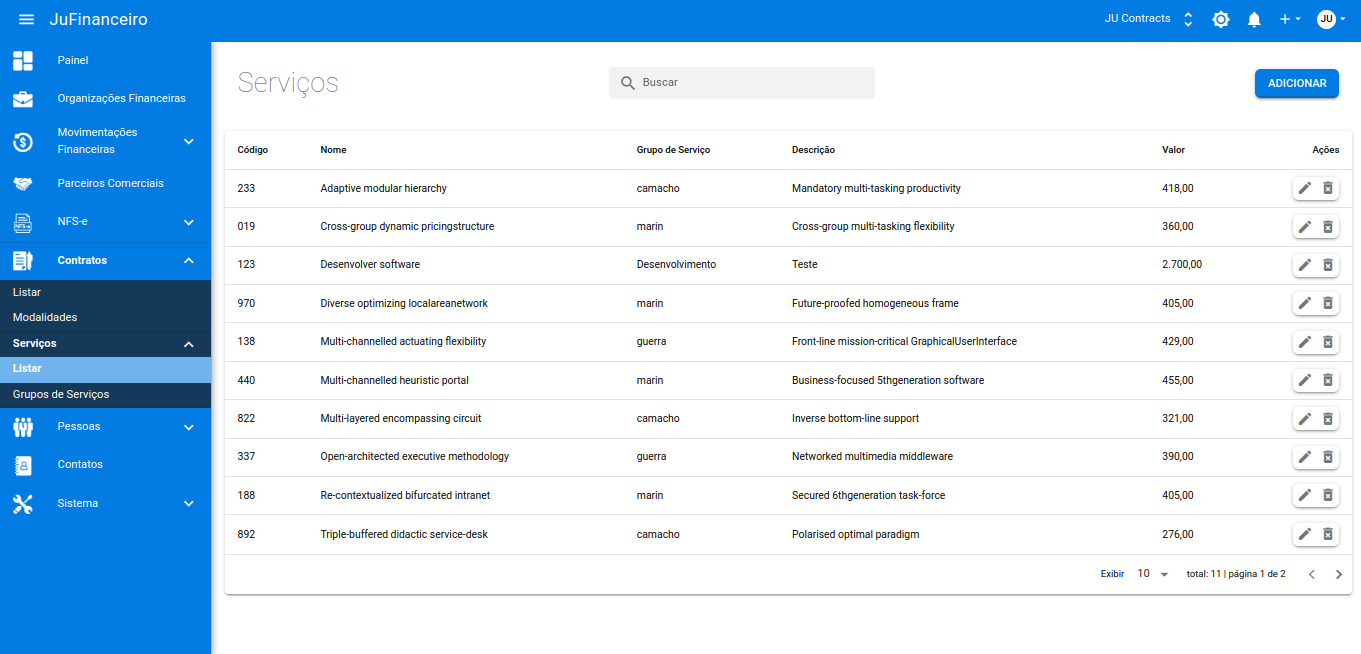 JuFinanceiro
JU Contracts
JU
Painel
Organizações Financeiras
Movimentações
Financeiras
Parceiros Comerciais
NFS-e
NFS-e
Contratos
Listar
Modalidades
Serviços
Listar
Grupos de Serviços
Pessoas
Contatos
Sistema
Serviços
Buscar
ADICIONAR
Código Nome Grupo de Serviço Descrição Valor Ações
233 Adaptive modular hierarchy camacho Mandatory multi-tasking productivity 418,00
019 Cross-group dynamic pricingstructure marin Cross-group multi-tasking flexibility 360,00
123 Desenvolver software Desenvolvimento Teste 2.700,00
970 Diverse optimizing localareanetwork marin Future-proofed homogeneous frame 405,00
138 Multi-channelled actuating flexibility guerra Front-line mission-critical GraphicalUserInterface 429,00
440 Multi-channelled heuristic portal marin Business-focused 5thgeneration software 455,00
822 Multi-layered encompassing circuit camacho Inverse bottom-line support 321,00
337 Open-architected executive methodology guerra Networked multimedia middleware 390,00
188 Re-contextualized bifurcated intranet marin Secured 6thgeneration task-force 405,00
892 Triple-buffered didactic service-desk camacho Polarised optimal paradigm 276,00
Exibir 10 total: 11 | página 1 de 2